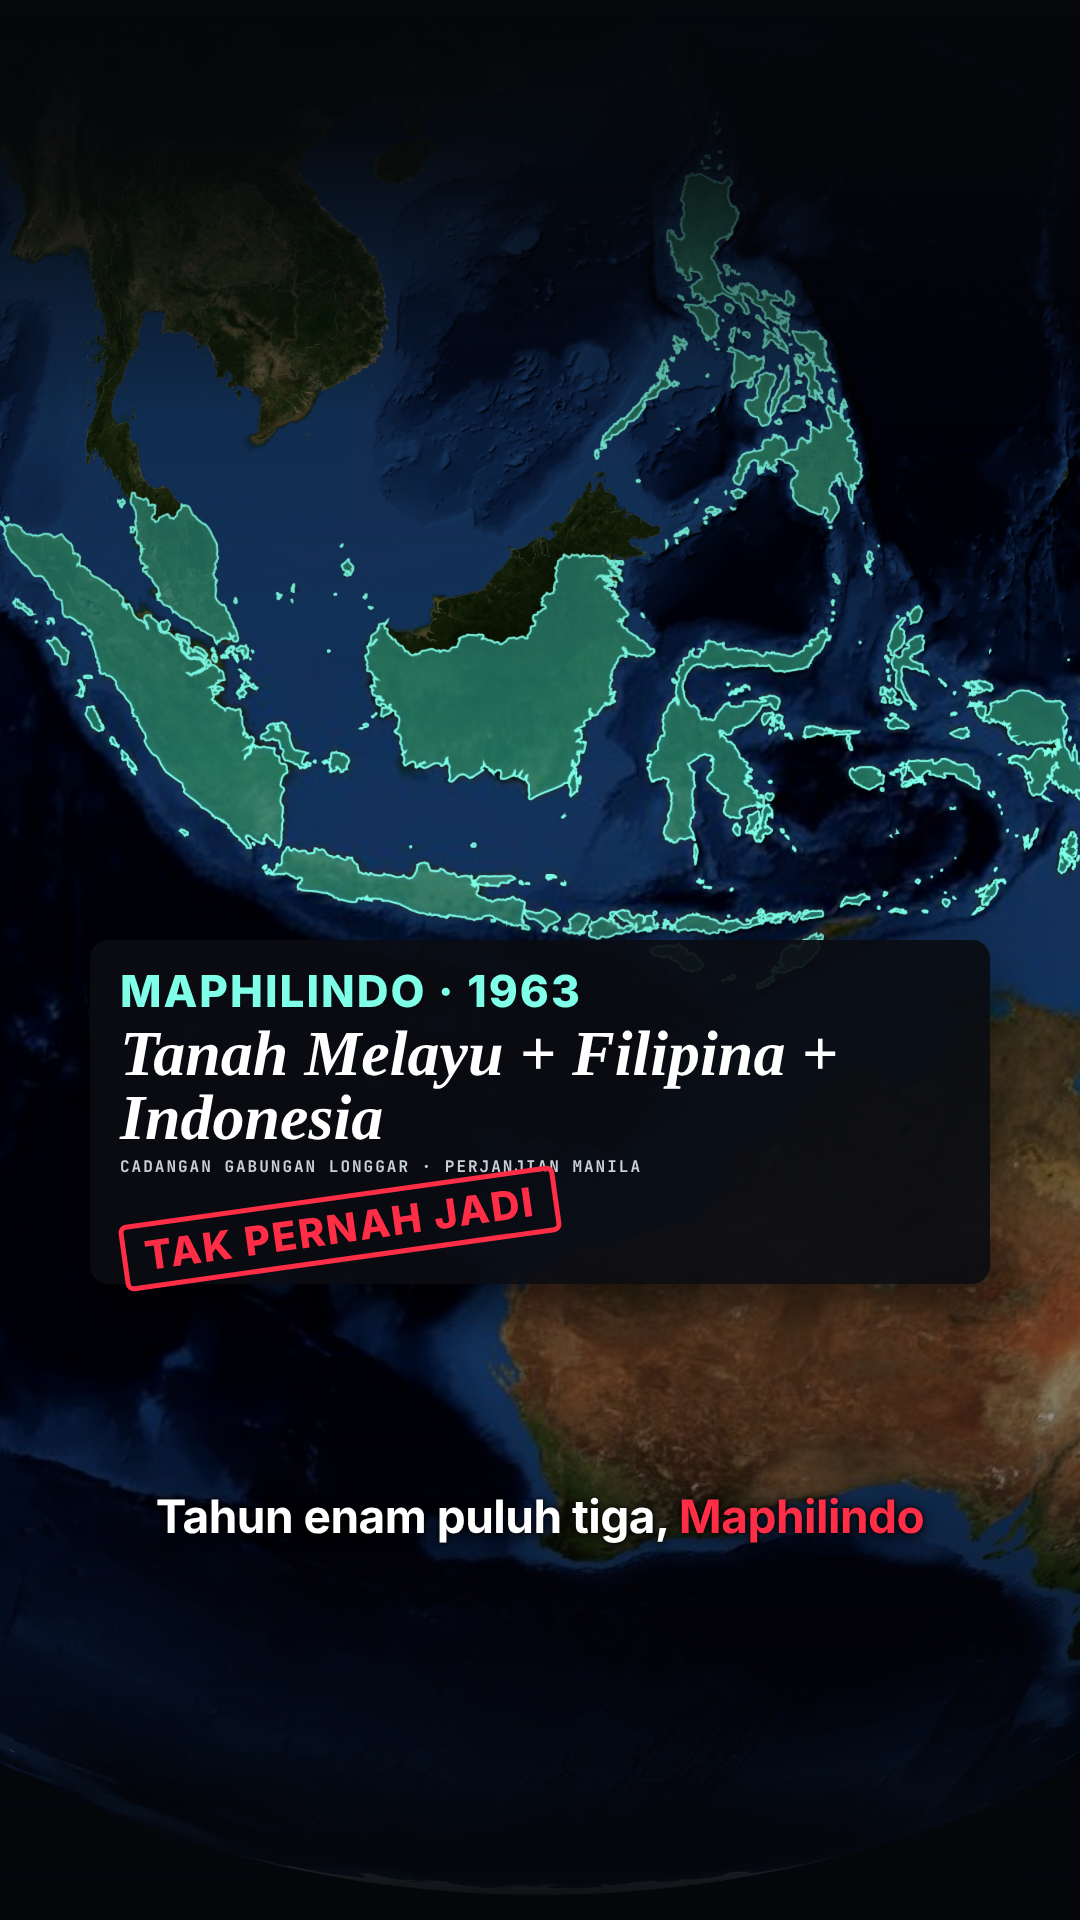 MAPHILINDO · 1963
Tanah Melayu + Filipina +
Indonesia
CADANGAN GABUNGAN LONGGAR · PERJANJIAN MANILA
TAK PERNAH JADI
Tahun enam puluh tiga, Maphilindo